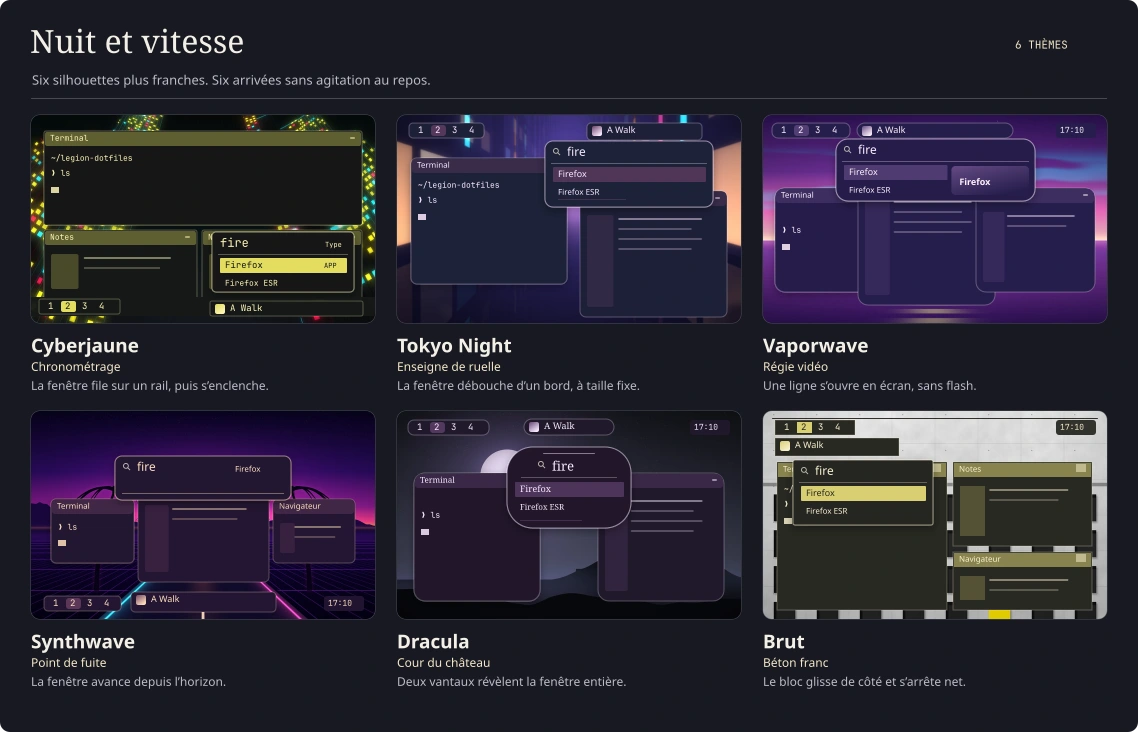 Nuit et vitesse
6 THÈMES
Six silhouettes plus franches. Six arrivées sans agitation au repos.
Terminal
~/legion-dotfiles
❯ ls
Notes
N
fire
Type
Firefox
APP
Firefox ESR
1 2 3 4
A Walk
Cyberjaune
Chronométrage
La fenêtre file sur un rail, puis s’enclenche.
1 2 3 4
A Walk
fire
Firefox
Firefox ESR
Terminal
~/legion-dotfiles
❯ ls
Tokyo Night
Enseigne de ruelle
La fenêtre débouche d’un bord, à taille fixe.
1 2 3 4
A Walk
17:10
fire
Firefox
Firefox ESR
Firefox
Terminal
❯ ls
Vaporwave
Régie vidéo
Une ligne s’ouvre en écran, sans flash.
fire
Firefox
Terminal
❯ ls
Navigateur
1 2 3 4
A Walk
17:10
Synthwave
Point de fuite
La fenêtre avance depuis l’horizon.
1 2 3 4
A Walk
17:10
fire
Firefox
Firefox ESR
Terminal
❯ ls
Dracula
Cour du château
Deux vantaux révèlent la fenêtre entière.
1 2 3 4
17:10
A Walk
Te
fire
Firefox
Firefox ESR
~/
❯
Notes
Navigateur
Brut
Béton franc
Le bloc glisse de côté et s’arrête net.